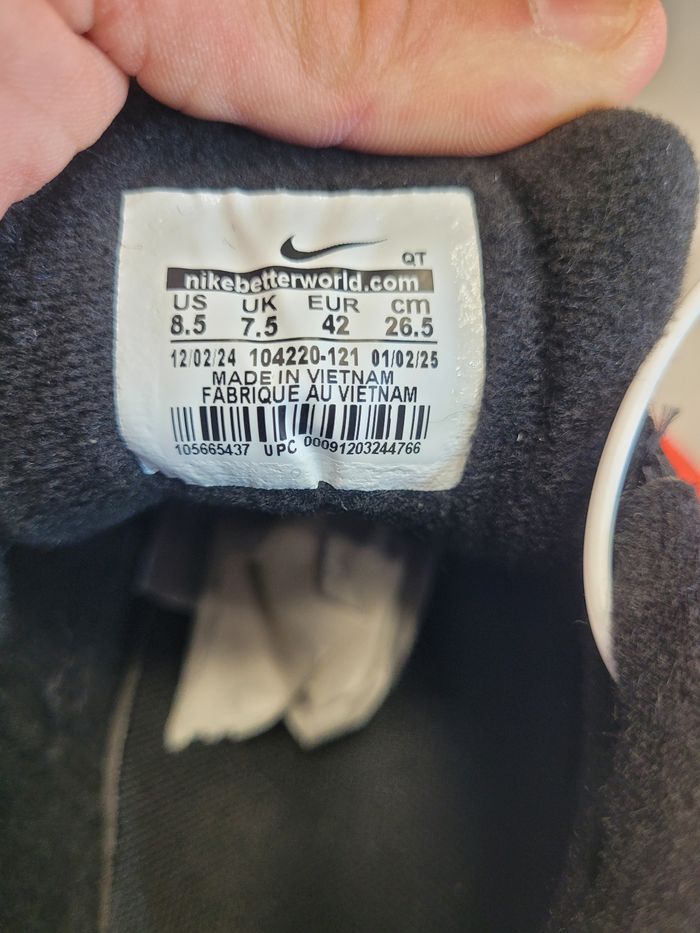 QT
nikebetterworld.com
US UK EUR cm
8.5 7.5 42 26.5
12/02/24 104220-121 01/02/25
MADE IN VIETNAM
FABRIQUE AU VIETNAM
105665437 UPC 00091203244766